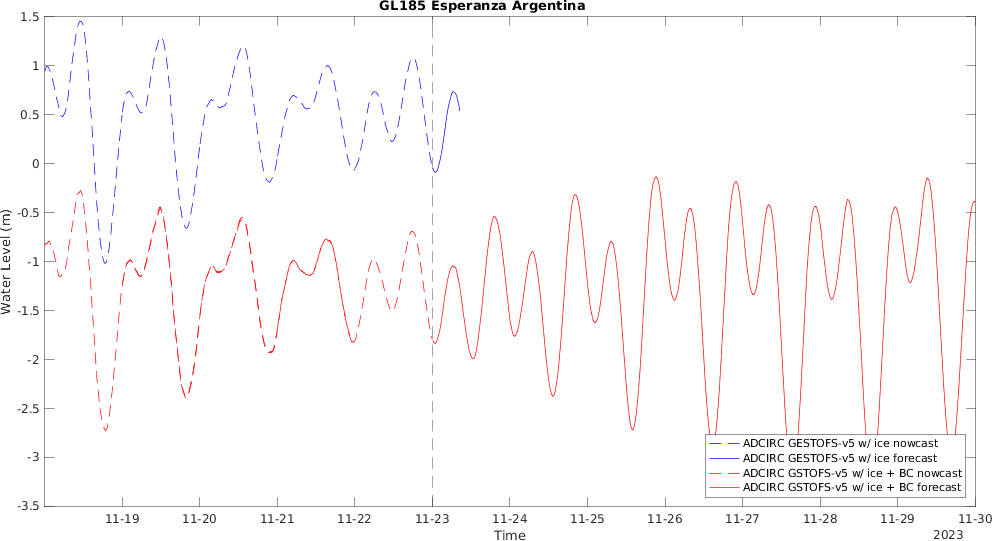 GL185 Esperanza Argentina
1.5
1
0.5
0
-0.5
-1
-1.5
-2
-2.5
-3
-3.5
Water Level (m)
ADCIRC GESTOFS-v5 w/ ice nowcast
ADCIRC GESTOFS-v5 w/ ice forecast
ADCIRC GSTOFS-v5 w/ ice + BC nowcast
ADCIRC GSTOFS-v5 w/ ice + BC forecast
11-19 11-20 11-21 11-22 11-23 11-24 11-25 11-26 11-27 11-28 11-29 11-30
Time 2023